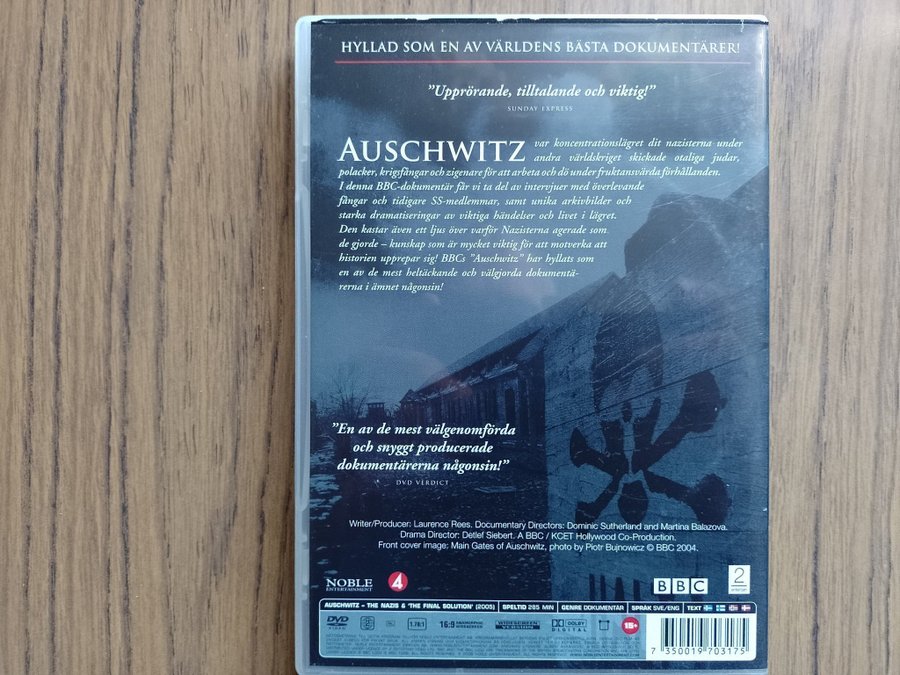 HYLLAD SOM EN AV VÄRLDENS BÄSTA DOKUMENTÄRER!
"Upprörande, tilltalande och viktig!"
SUNDAY EXPRESS
AUSCHWITZ var koncentrationslägret dit nazisterna under
andra världskriget skickade otaliga judar,
polacker, krigsfångar och zigenare för att arbeta och dö under fruktansvärda förhållanden.
I denna BBC-dokumentär får vi ta del av intervjuer med överlevande
fångar och tidigare SS-medlemmar, samt unika arkivbilder och
starka dramatiseringar av viktiga händelser och livet i lägret.
Den kastar även ett ljus över varför Nazisterna agerade som
de gjorde – kunskap som är mycket viktig för att motverka att
historien upprepar sig! BBCs "Auschwitz" har hyllats som
en av de mest heltäckande och välgjorda dokumentä-
rerna i ämnet någonsin!
"En av de mest välgenomförda
och snyggt producerade
dokumentärerna någonsin!"
DVD VERDICT
Writer/Producer: Laurence Rees. Documentary Directors: Dominic Sutherland and Martina Balazova.
Drama Director: Detlef Siebert. A BBC / KCET Hollywood Co-Production.
Front cover image: Main Gates of Auschwitz, photo by Piotr Bujnowicz © BBC 2004.
NOBLE
ENTERTAINMENT
4
BBC
2
AUSCHWITZ – THE NAZIS & 'THE FINAL SOLUTION' (2005) SPELTID 285 MIN GENRE DOKUMENTÄR SPRÅK SVE/ENG TEXT
DVD
VIDEO
1.78:1
16:9 ANAMORPHIC WIDESCREEN
WIDESCREEN VERSION
DOLBY DIGITAL
15+
7 350019 703175